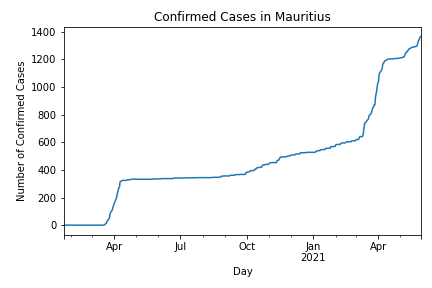 Confirmed Cases in Mauritius
1400
1200
1000
800
600
400
200
0
Number of Confirmed Cases
Apr
Jul
Oct
Jan
2021
Apr
Day